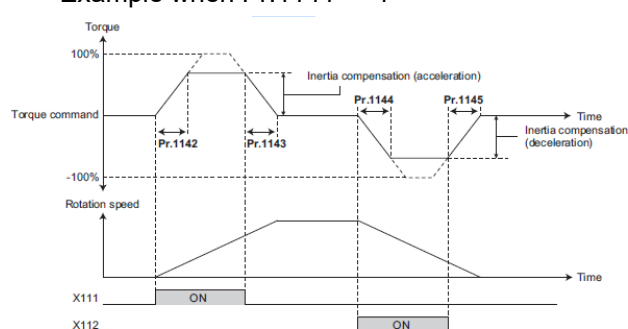 Torque
100%
Inertia compensation (acceleration)
Pr.1144
Pr.1145
Torque command
Time
Pr.1142
Pr.1143
Inertia compensation
(deceleration)
-100%
Rotation speed
Time
X111
ON
X112
ON